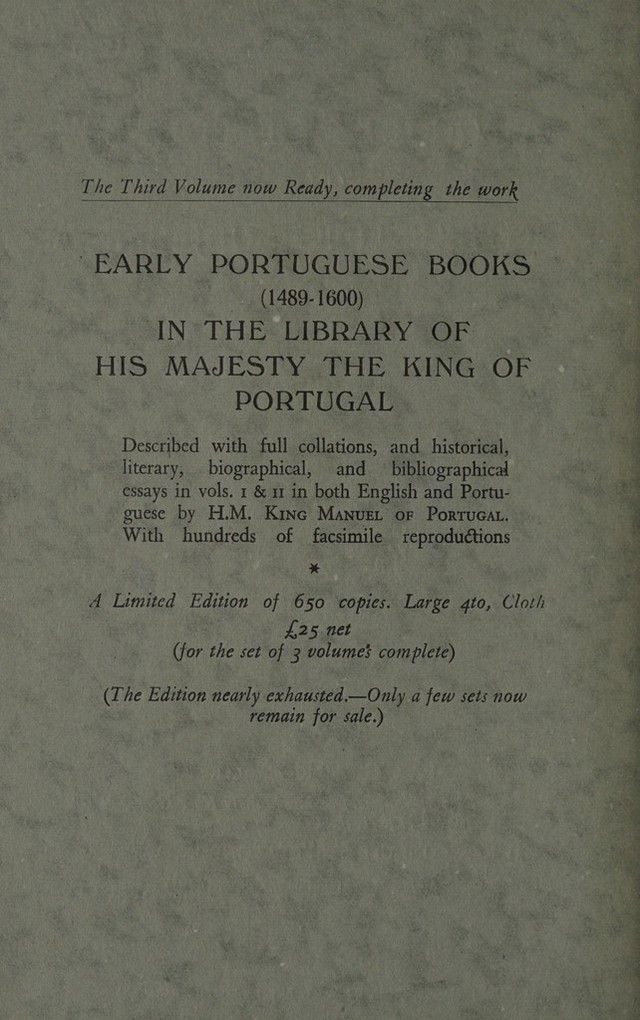 The Third Volume now Ready, completing the work
EARLY PORTUGUESE BOOKS
(1489-1600)
IN THE LIBRARY OF
HIS MAJESTY THE KING OF
PORTUGAL
Described with full collations, and historical,
literary, biographical, and bibliographical
essays in vols. I & II in both English and Portu-
guese by H.M. KING MANUEL OF PORTUGAL.
With hundreds of facsimile reproductions
*
A Limited Edition of 650 copies. Large 4to, Cloth
£25 net
(for the set of 3 volumes complete)
(The Edition nearly exhausted.—Only a few sets now
remain for sale.)